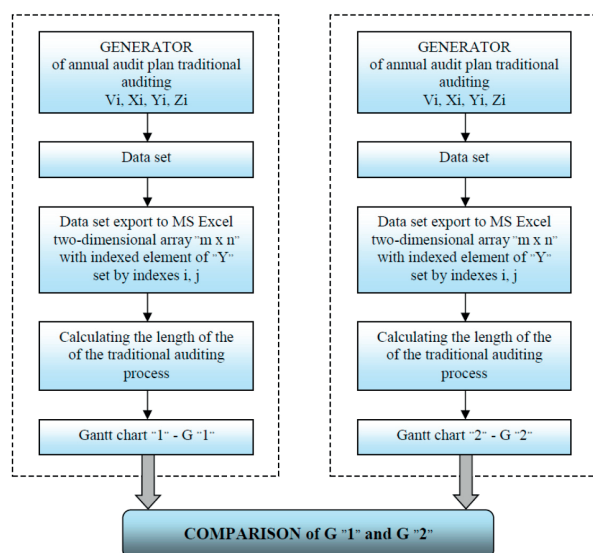 GENERATOR
of annual audit plan traditional
auditing
Vi, Xi, Yi, Zi
Data set
Data set export to MS Excel
two-dimensional array "m x n"
with indexed element of "Y"
set by indexes i, j
Calculating the length of the
of the traditional auditing
process
Gantt chart "1" - G "1"
GENERATOR
of annual audit plan traditional
auditing
Vi, Xi, Yi, Zi
Data set
Data set export to MS Excel
two-dimensional array "m x n"
with indexed element of "Y"
set by indexes i, j
Calculating the length of the
of the traditional auditing
process
Gantt chart "2" - G "2"
COMPARISON of G "1" and G "2"